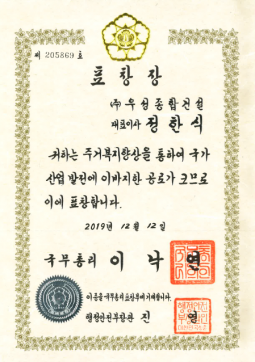 제 205869 호
표창장
(주) 우성종합건설
대표이사 정한식
귀하는 주거복지향상을 통하여 국가
산업 발전에 이바지한 공로가 크므로
이에 표창합니다.
2019년 12월 12일
국무총리 이낙연
이 증을 국무총리표창부에 기재합니다.
행정안전부장관 진영